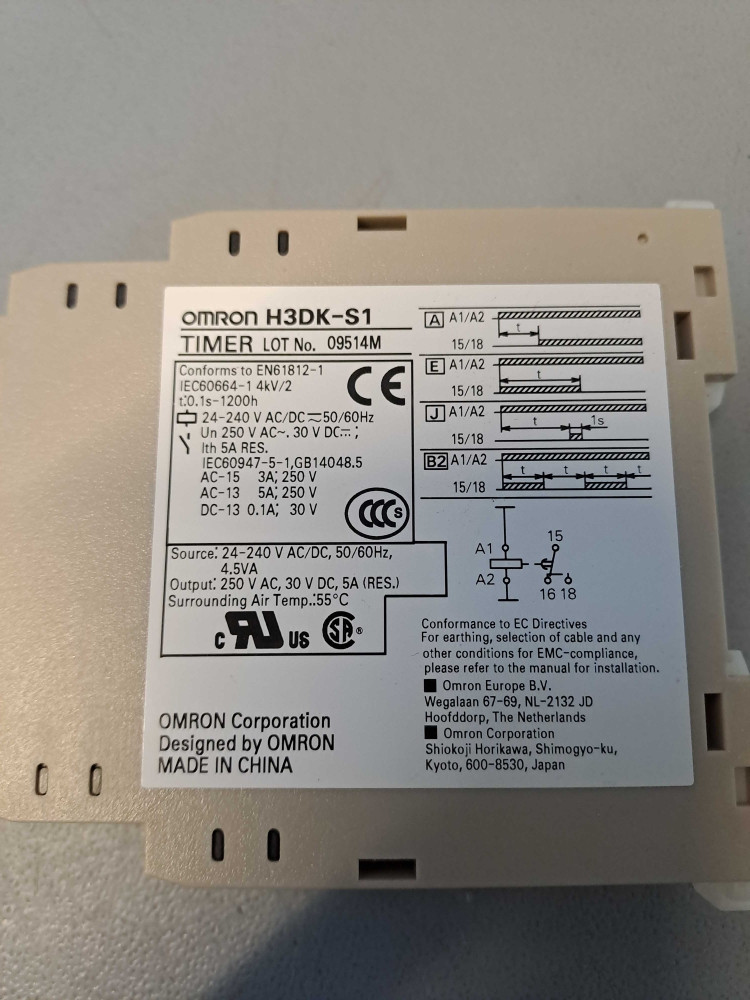 OMRON H3DK-S1
TIMER LOT No. 09514M
Conforms to EN61812-1
IEC60664-1 4kV/2
t:0.1s-1200h
24-240 V AC/DC ⎓ 50/60Hz
Un 250 V AC~. 30 V DC⎓;
Ith 5A RES.
IEC60947-5-1,GB14048.5
AC-15 3A; 250 V
AC-13 5A; 250 V
DC-13 0.1A; 30 V
CE
CCC S
Source: 24-240 V AC/DC, 50/60Hz,
4.5VA
Output: 250 V AC, 30 V DC, 5A (RES.)
Surrounding Air Temp.:55°C
c RU US SA ®
OMRON Corporation
Designed by OMRON
MADE IN CHINA
A A1/A2
t
15/18
E A1/A2
t
15/18
J A1/A2
t 1s
15/18
B2 A1/A2
t t t t
15/18
15
A1
A2
16 18
Conformance to EC Directives
For earthing, selection of cable and any
other conditions for EMC-compliance,
please refer to the manual for installation.
■ Omron Europe B.V.
Wegalaan 67-69, NL-2132 JD
Hoofddorp, The Netherlands
■ Omron Corporation
Shiokoji Horikawa, Shimogyo-ku,
Kyoto, 600-8530, Japan